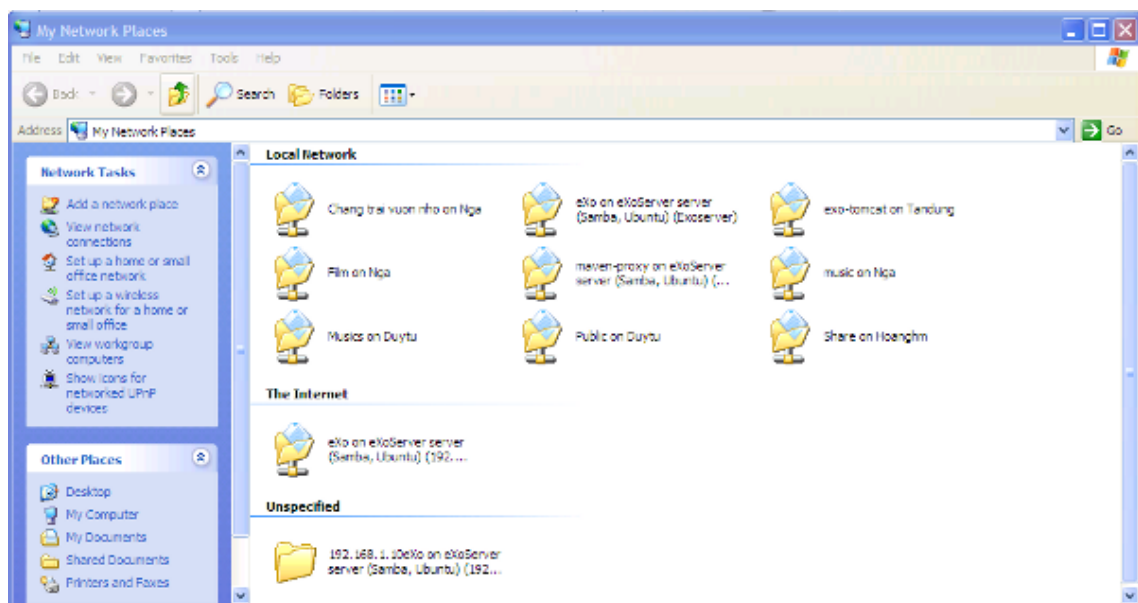 My Network Places
File Edit View Favorites Tools Help
Back Search Folders
Address My Network Places Go
Network Tasks
Add a network place
View network
connections
Set up a home or small
office network
Set up a wireless
network for a home or
small office
View workgroup
computers
Show icons for
networked UPnP
devices
Other Places
Desktop
My Computer
My Documents
Shared Documents
Printers and Faxes
Local Network
Chang trai vuon nho on Nga
eXo on eXoServer server
(Samba, Ubuntu) (Exoserver)
exo-tomcat on Tandung
Film on Nga
maven-proxy on eXoServer
server (Samba, Ubuntu) (...
music on Nga
Musics on Duytu
Public on Duytu
Share on Hoanghm
The Internet
eXo on eXoServer server
(Samba, Ubuntu) (192....
Unspecified
192.168.1.10eXo on eXoServer
server (Samba, Ubuntu) (192...